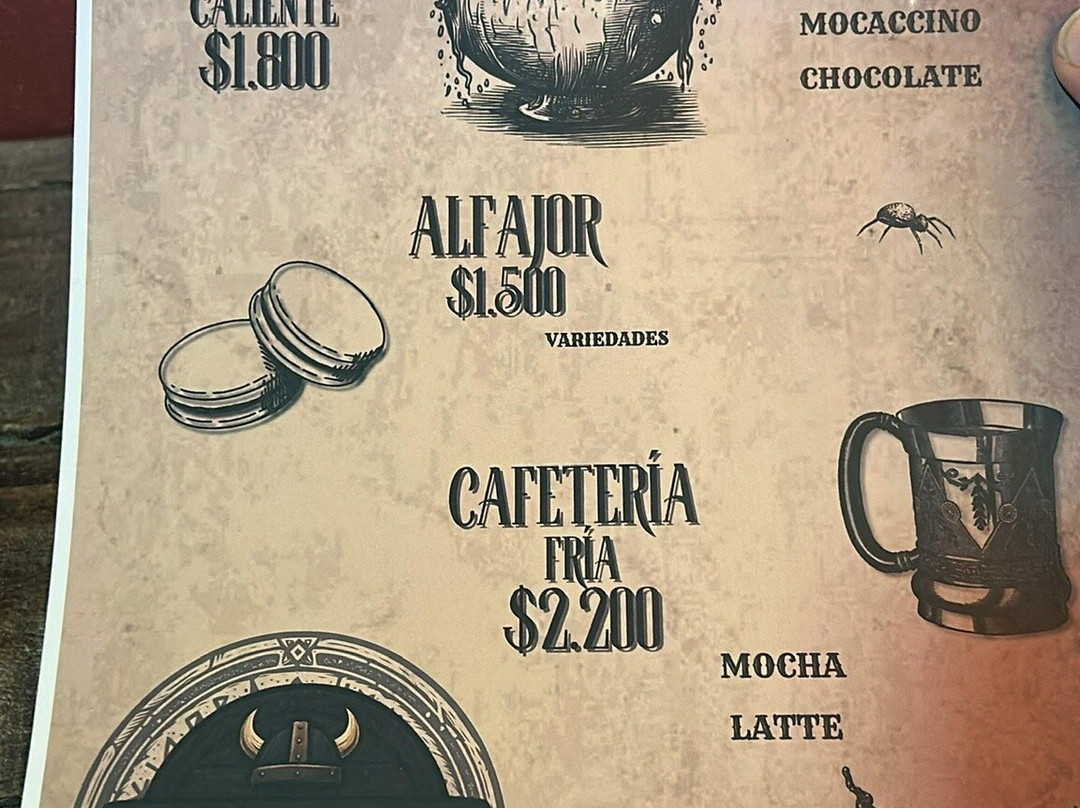 CALIENTE
$1.800
MOCACCINO
CHOCOLATE
ALFAJOR
$1.500
VARIEDADES
CAFETERÍA
FRÍA
$2.200
MOCHA
LATTE